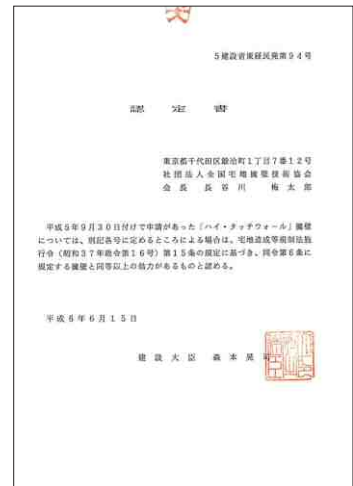 5建設省東経民発第94号
認定書
東京都千代田区鍛冶町1丁目7番12号
社団法人全国宅地擁壁技術協会
会長 長谷川 梅太郎
平成5年9月30日付けで申請があった「ハイ・タッチウォール」擁壁
については、別記各号に定めるところによる場合は、宅地造成等規制法施
行令(昭和37年政令第16号)第15条の規定に基づき、同令第6条に
規定する擁壁と同等以上の効力があるものと認める。
平成6年6月15日
建設大臣 森本晃司